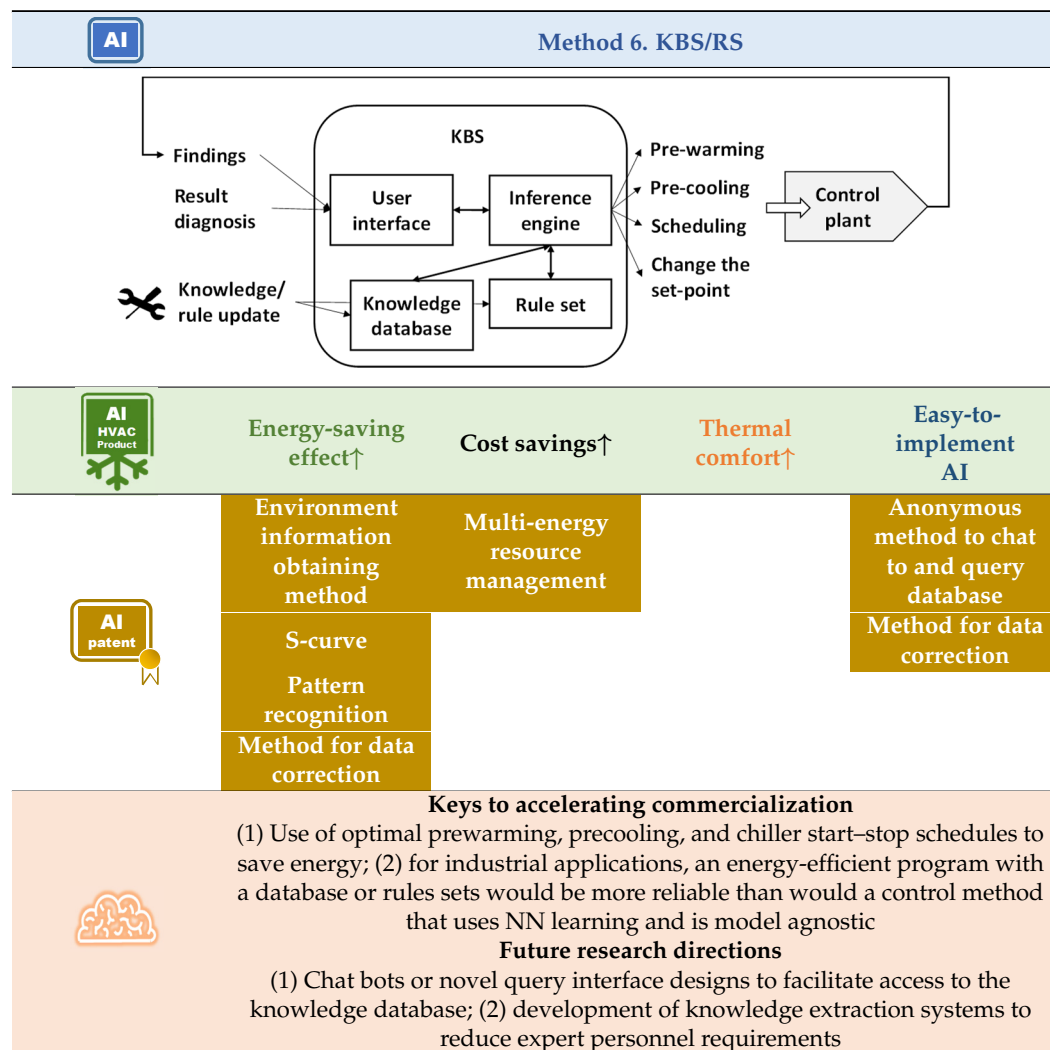 AI
Method 6. KBS/RS
KBS
Findings
Result
diagnosis
User
interface
Inference
engine
Pre-warming
Pre-cooling
Scheduling
Change the
set-point
Control
plant
Knowledge/
rule update
Knowledge
database
Rule set
AI
HVAC
Product
Energy-saving
effect↑
Cost savings↑
Thermal
comfort↑
Easy-to-
implement
AI
AI
patent
Environment
information
obtaining
method
Multi-energy
resource
management
Anonymous
method to chat
to and query
database
S-curve
Method for data
correction
Pattern
recognition
Method for data
correction
Keys to accelerating commercialization
(1) Use of optimal prewarming, precooling, and chiller start–stop schedules to
save energy; (2) for industrial applications, an energy-efficient program with
a database or rules sets would be more reliable than would a control method
that uses NN learning and is model agnostic
Future research directions
(1) Chat bots or novel query interface designs to facilitate access to the
knowledge database; (2) development of knowledge extraction systems to
reduce expert personnel requirements